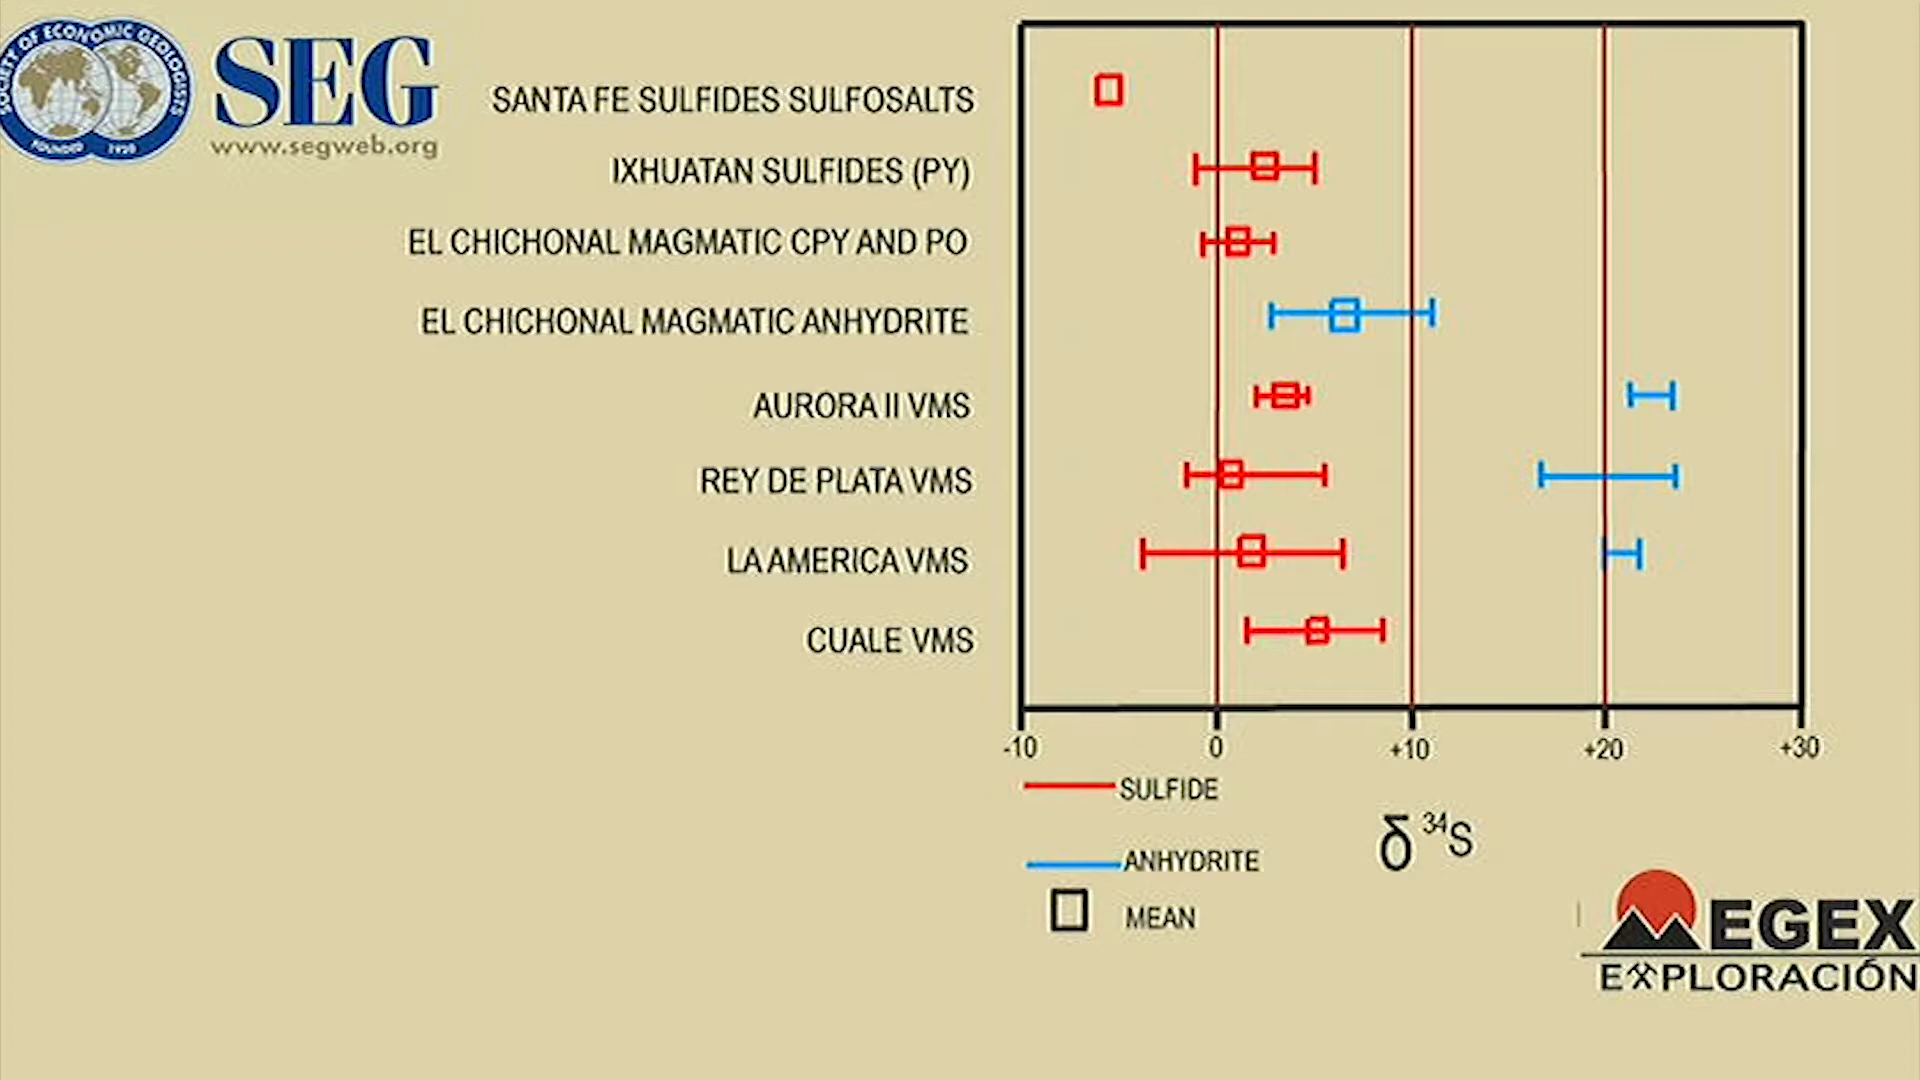 SOCIETY OF ECONOMIC GEOLOGISTS
FOUNDED 1920
SEG
www.segweb.org
SANTA FE SULFIDES SULFOSALTS
IXHUATAN SULFIDES (PY)
EL CHICHONAL MAGMATIC CPY AND PO
EL CHICHONAL MAGMATIC ANHYDRITE
AURORA II VMS
REY DE PLATA VMS
LA AMERICA VMS
CUALE VMS
-10 0 +10 +20 +30
SULFIDE
ANHYDRITE
MEAN
δ ³⁴S
EGEX
EXPLORACIÓN